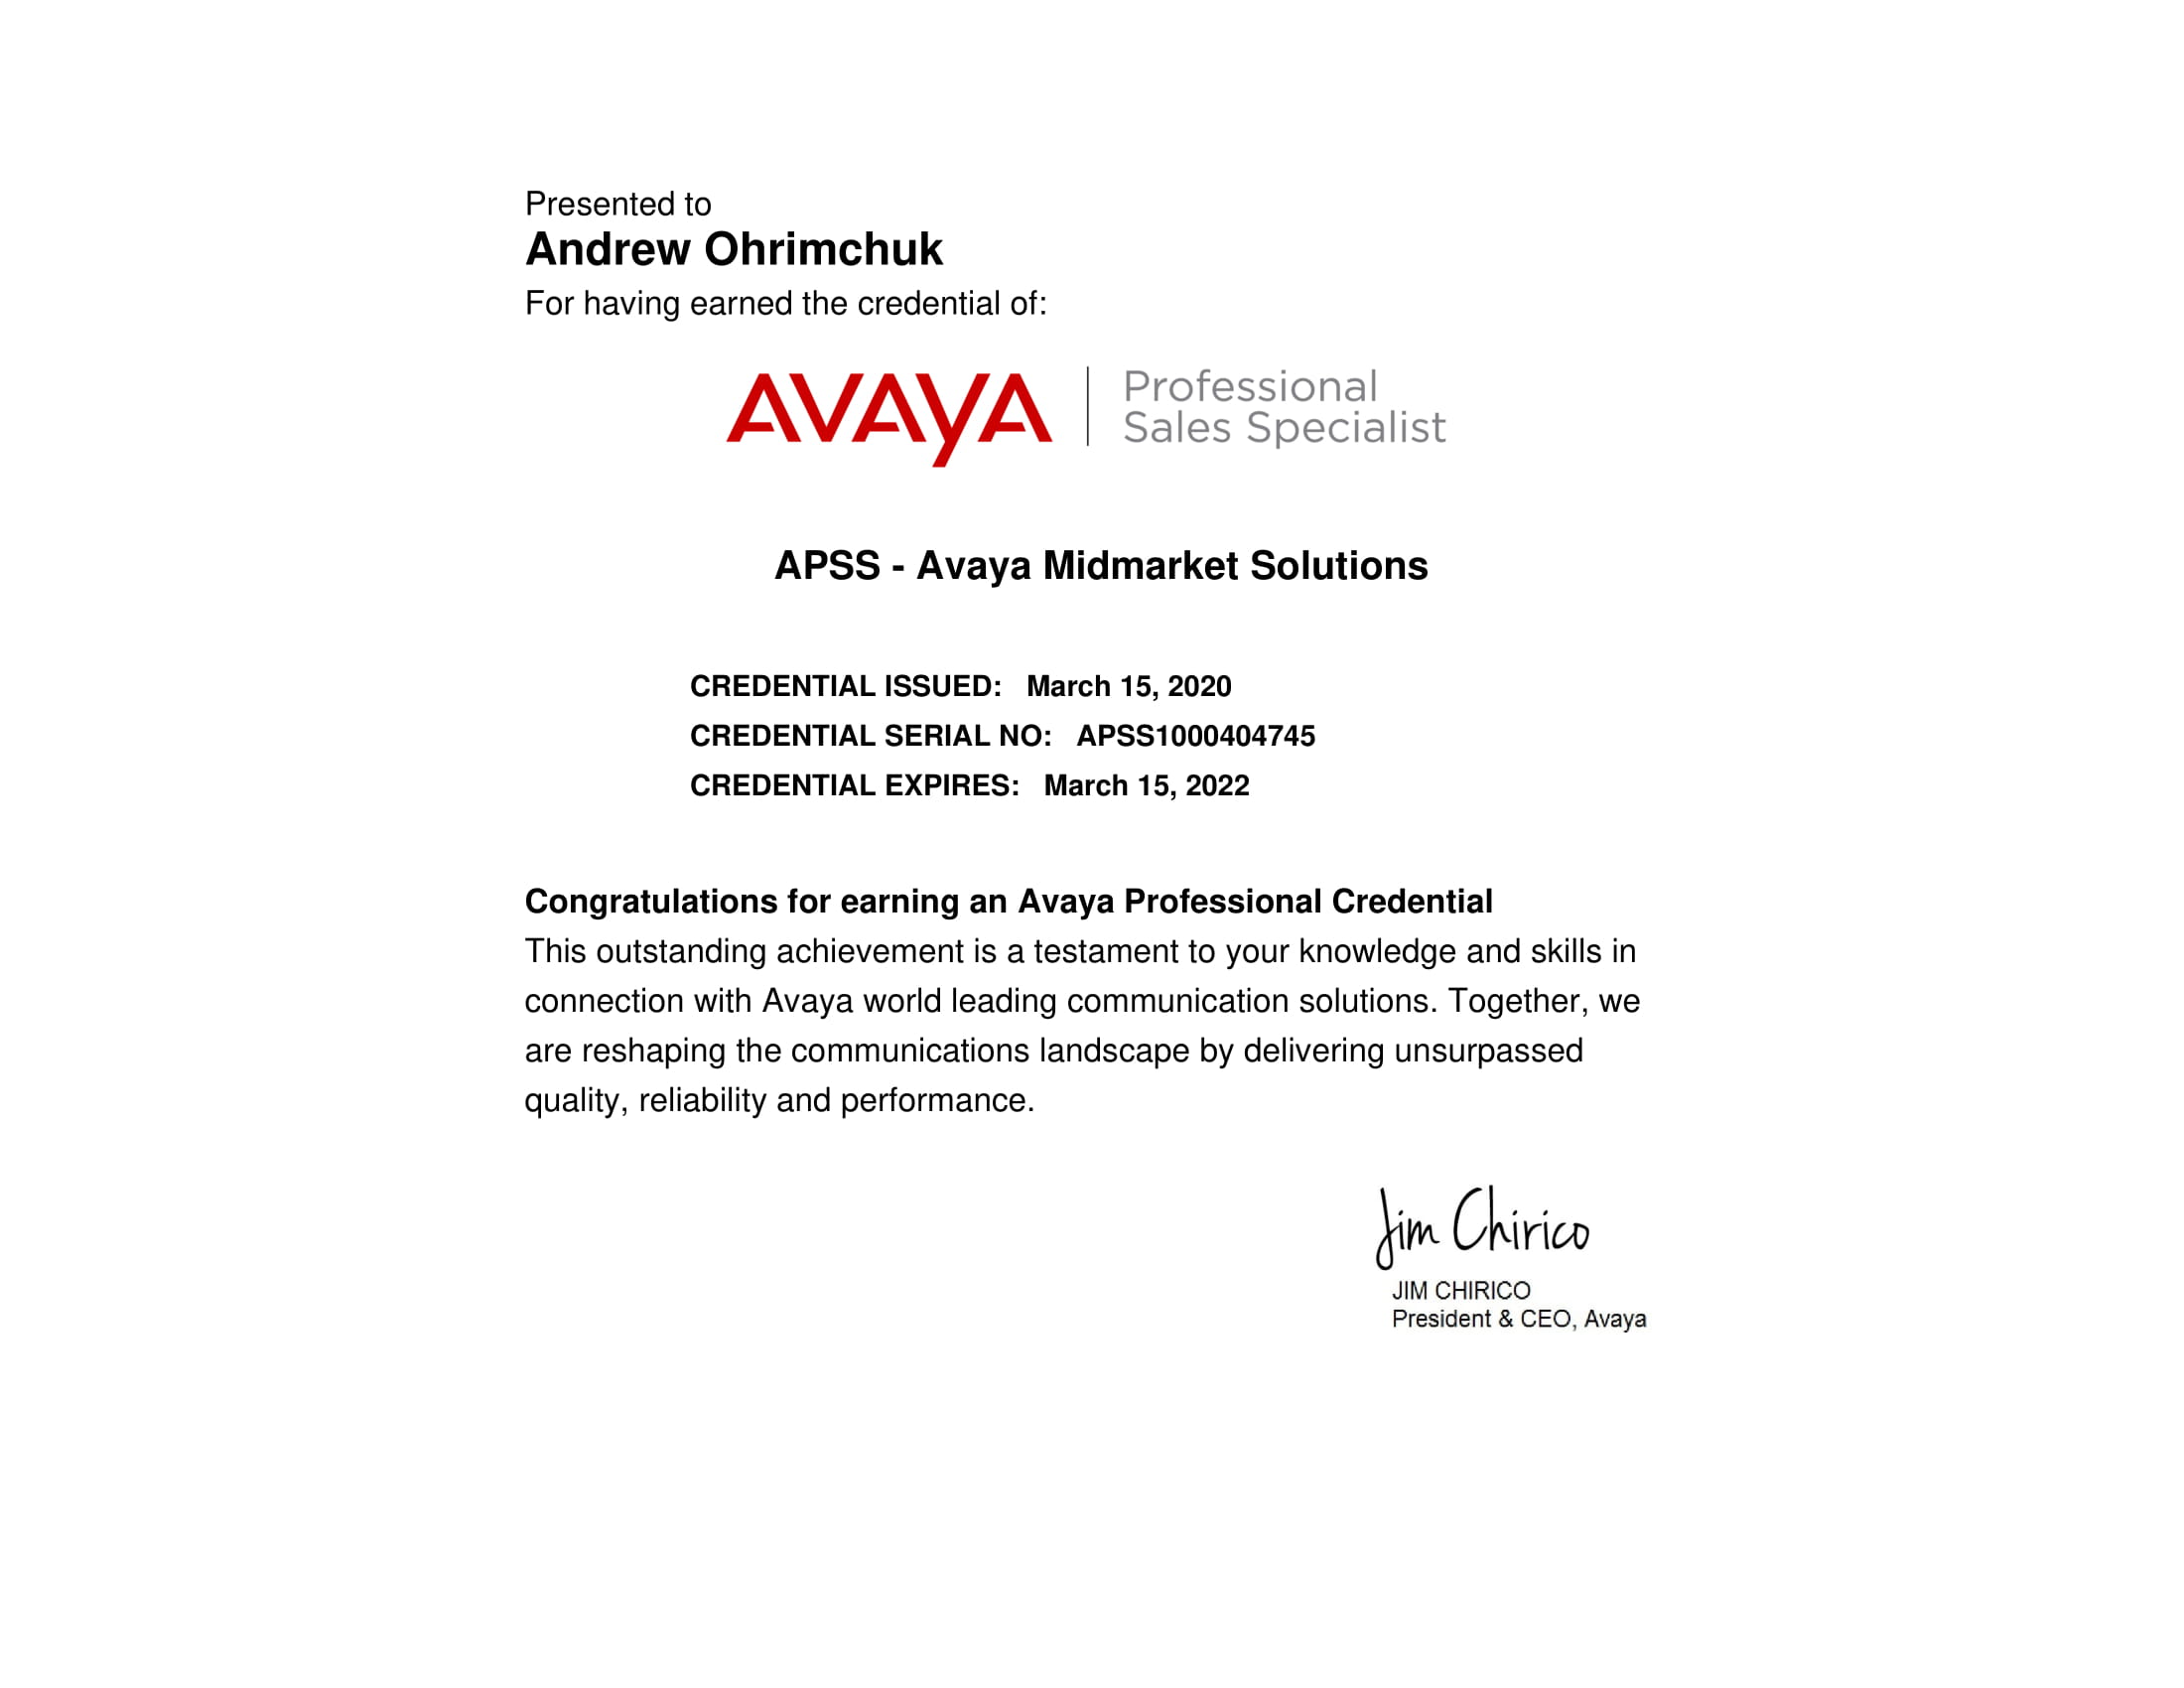 Presented to
Andrew Ohrimchuk
For having earned the credential of:
AVAYA
Professional
Sales Specialist
APSS - Avaya Midmarket Solutions
CREDENTIAL ISSUED: March 15, 2020
CREDENTIAL SERIAL NO: APSS1000404745
CREDENTIAL EXPIRES: March 15, 2022
Congratulations for earning an Avaya Professional Credential
This outstanding achievement is a testament to your knowledge and skills in
connection with Avaya world leading communication solutions. Together, we
are reshaping the communications landscape by delivering unsurpassed
quality, reliability and performance.
Jim Chirico
JIM CHIRICO
President & CEO, Avaya